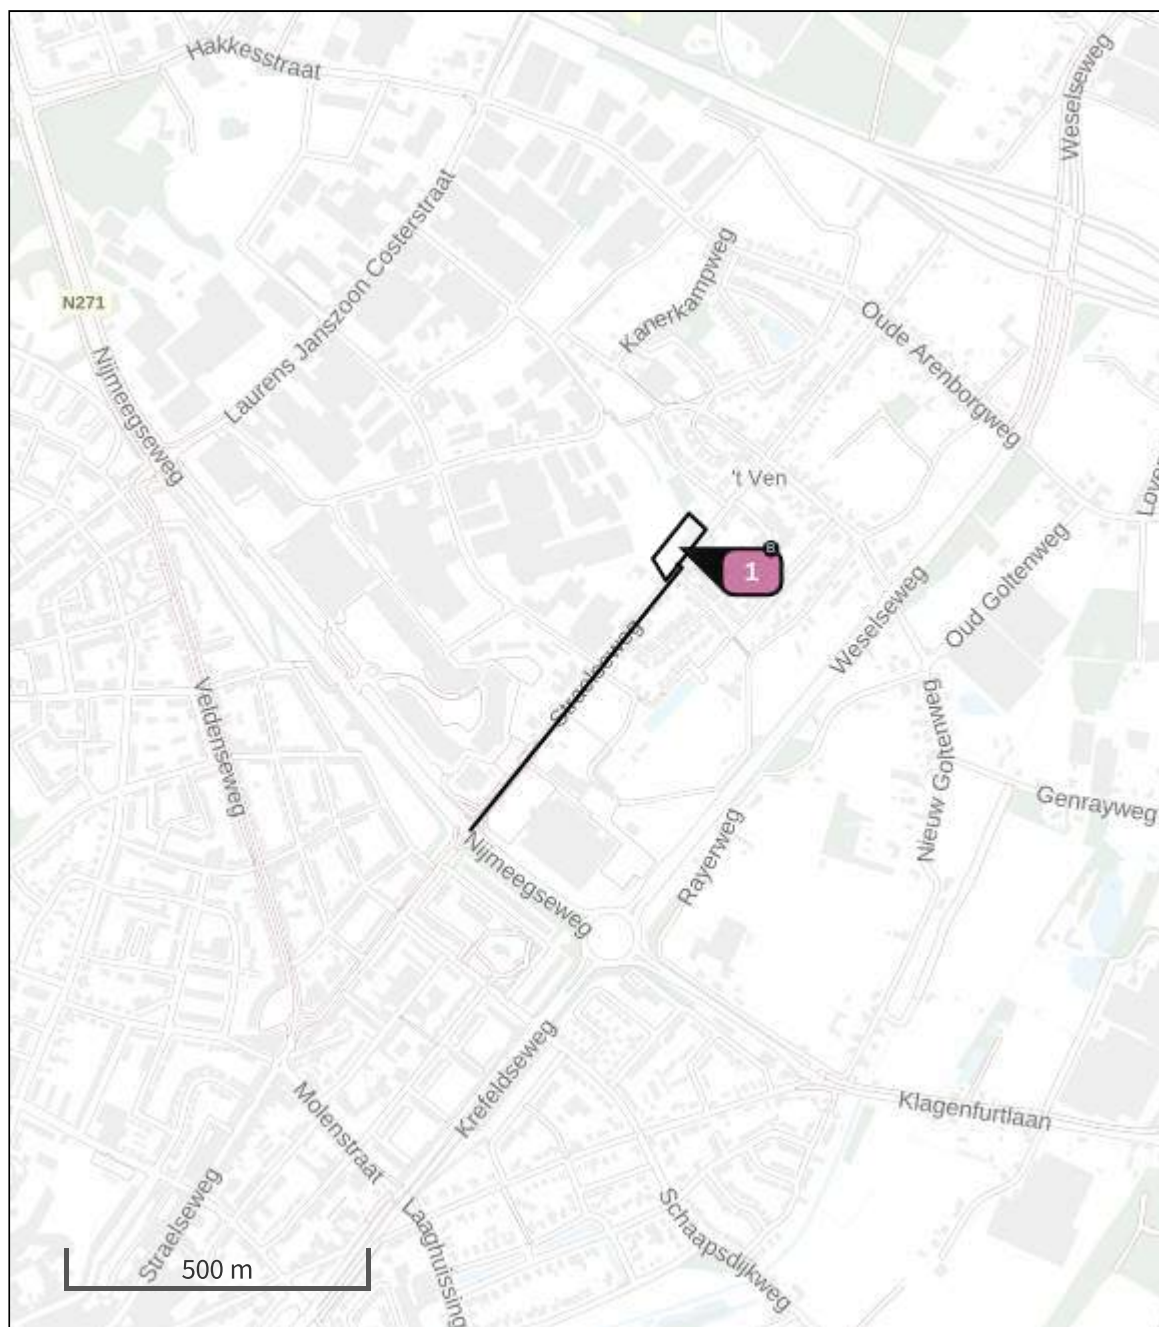 Hakkesstraat
Weselseweg
Laurens Janszoon Costerstraat
Kanerkampweg
N271
Oude Arenborgweg
Nijmeegseweg
't Ven
B
1
Oud Goltenweg
Weselseweg
Straelseweg
Veldenseweg
Nieuw Goltenweg
Genrayweg
Rayerweg
Nijmeegseweg
Krefeldseweg
Molenstraat
Klagenfurtlaan
Straelseweg
Laaghuissing
Schaapsdijkweg
500 m